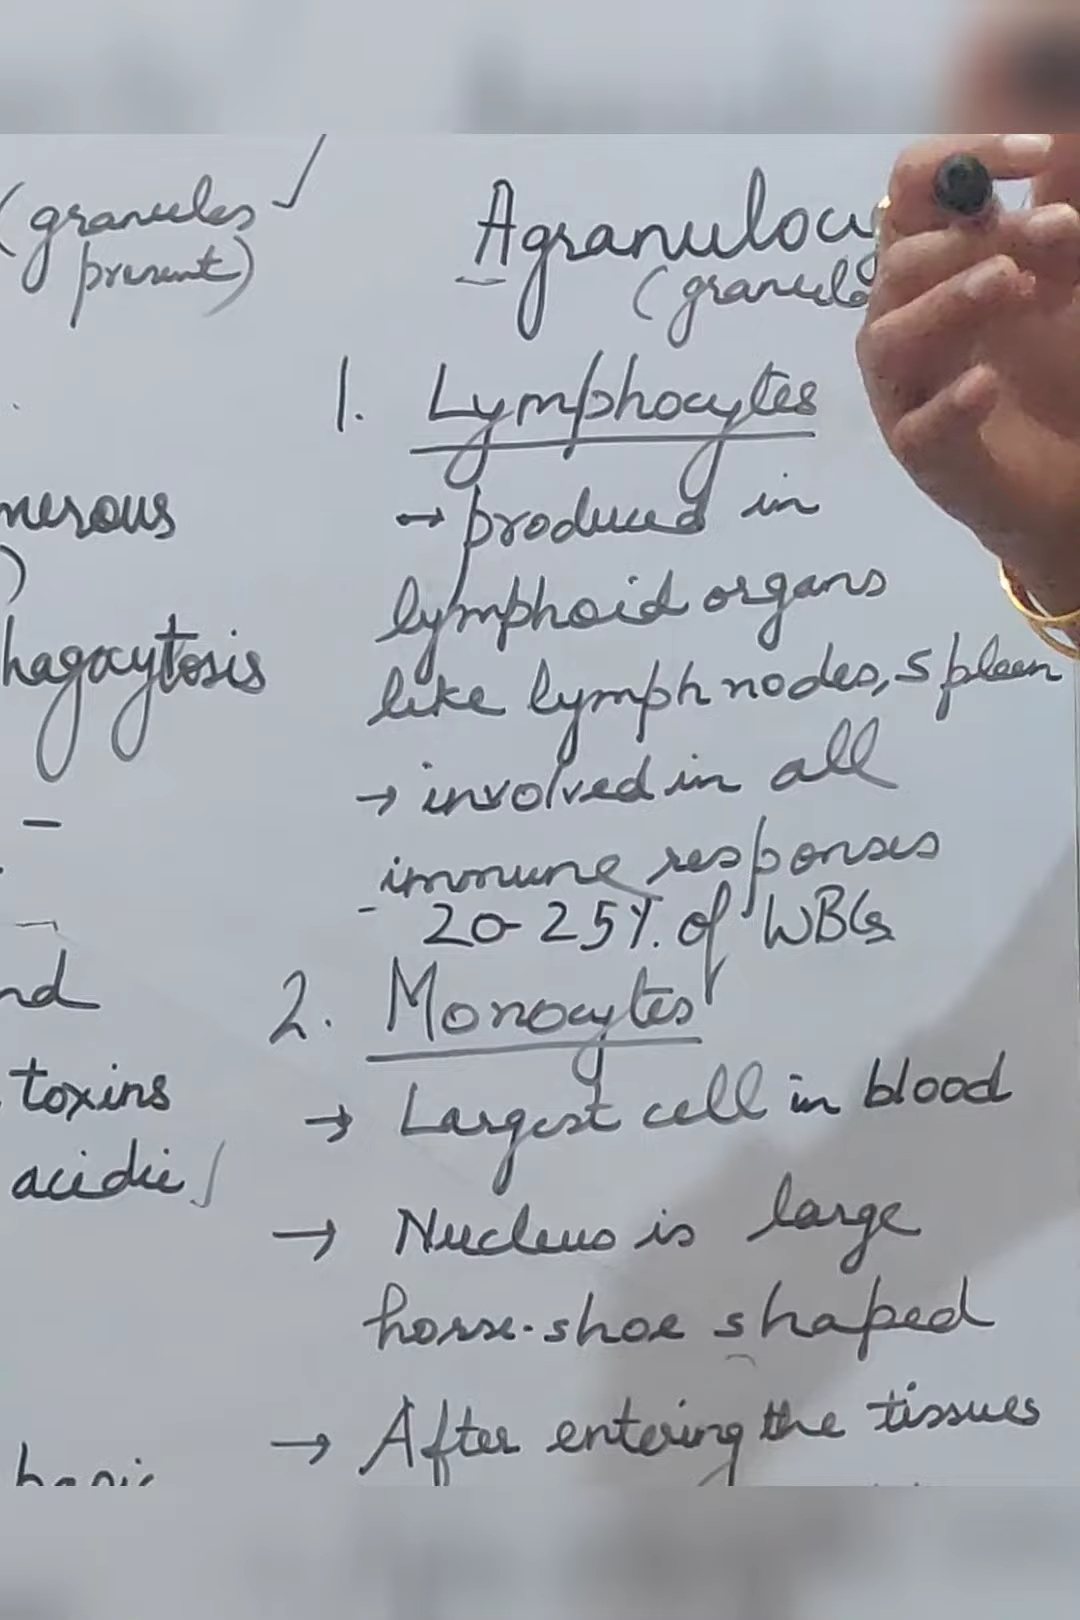 (granules
present)
nerous
hagocytosis
nd
toxins
acidic
Agranulocy
(granul
1. Lymphocytes
→ produced in
lymphoid organs
like lymph nodes, spleen
→ involved in all
immune responses
- 20-25% of WBCs
2. Monocytes
→ Largest cell in blood
→ Nucleus is large
horse-shoe shaped
→ After entering the tissues